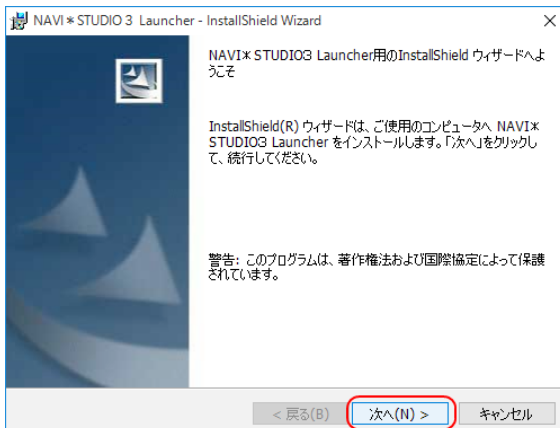 NAVI＊STUDIO 3 Launcher - InstallShield Wizard
NAVI＊STUDIO3 Launcher用のInstallShield ウィザードへよ
うこそ
InstallShield(R) ウィザードは、ご使用のコンピュータへ NAVI＊
STUDIO3 Launcher をインストールします。「次へ」をクリックし
て、続行してください。
警告: このプログラムは、著作権法および国際協定によって保護
されています。
< 戻る(B)
次へ(N) >
キャンセル